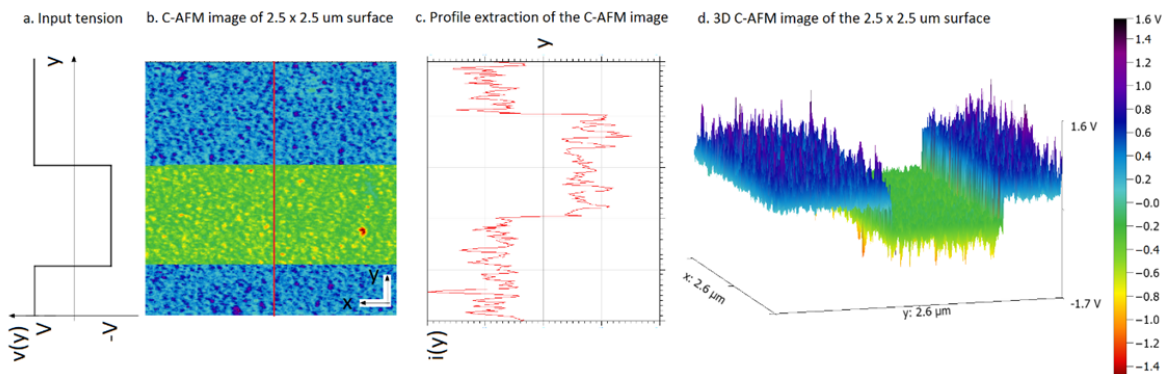 a. Input tension
b. C-AFM image of 2.5 x 2.5 um surface
c. Profile extraction of the C-AFM image
d. 3D C-AFM image of the 2.5 x 2.5 um surface
y
v(y)
V
-V
y
x
y
i(y)
1.6 V
-1.7 V
x: 2.6 µm
y: 2.6 µm
1.6 V
1.4
1.2
1.0
0.8
0.6
0.4
0.2
-0.0
-0.2
-0.4
-0.6
-0.8
-1.0
-1.2
-1.4